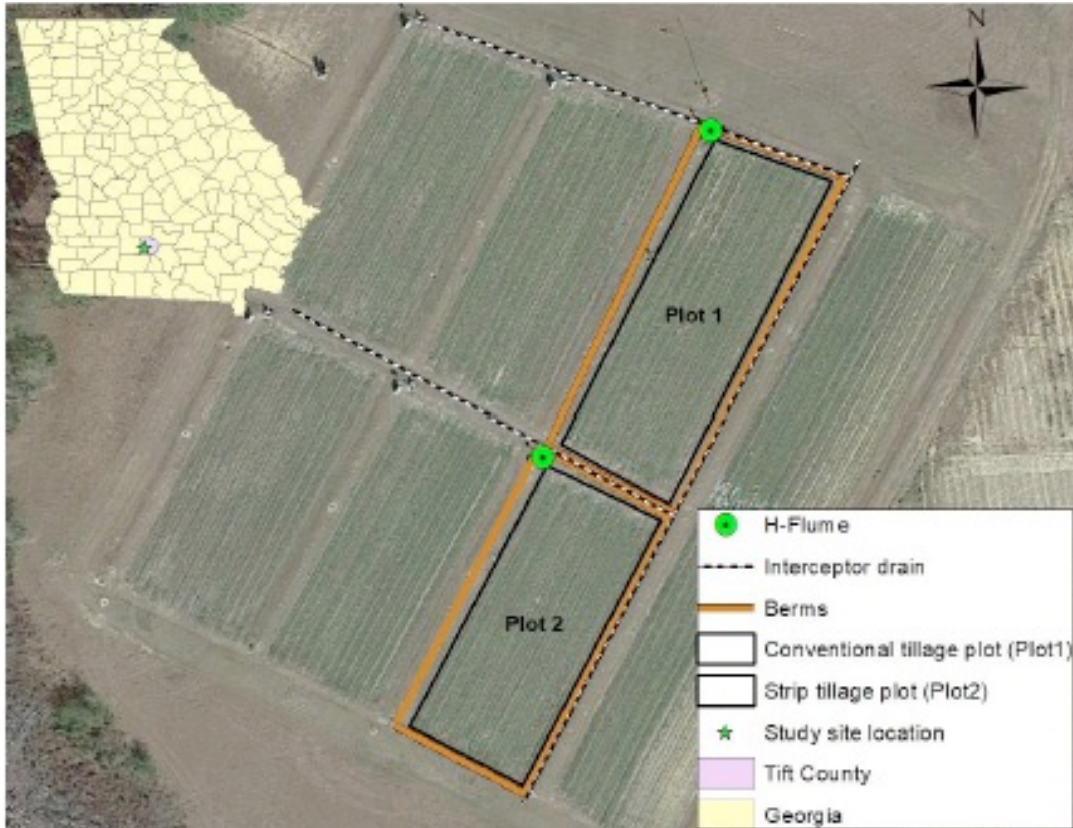 N
Plot 1
Plot 2
H-Flume
Interceptor drain
Berms
Conventional tillage plot (Plot1)
Strip tillage plot (Plot2)
Study site location
Tift County
Georgia